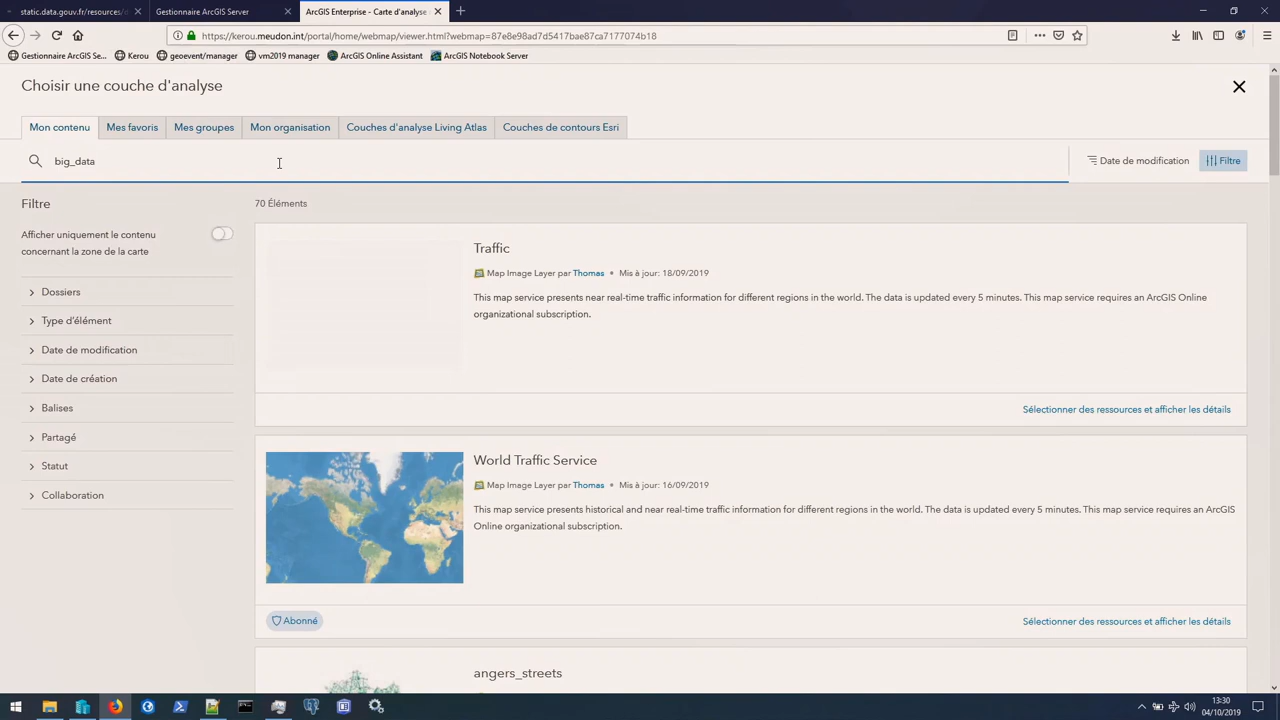 static.data.gouv.fr/resources/d
Gestionnaire ArcGIS Server
ArcGIS Enterprise - Carte d'analyse
https://kerou.meudon.int/portal/home/webmap/viewer.html?webmap=87e8e98ad7d5417bae87ca7177074b18
Gestionnaire ArcGIS Se...
Kerou
geoevent/manager
vm2019 manager
ArcGIS Online Assistant
ArcGIS Notebook Server
Choisir une couche d'analyse
Mon contenu
Mes favoris
Mes groupes
Mon organisation
Couches d'analyse Living Atlas
Couches de contours Esri
big_data
Date de modification
Filtre
Filtre
70 Éléments
Afficher uniquement le contenu
concernant la zone de la carte
Dossiers
Type d'élément
Date de modification
Date de création
Balises
Partagé
Statut
Collaboration
Traffic
Map Image Layer par Thomas • Mis à jour: 18/09/2019
This map service presents near real-time traffic information for different regions in the world. The data is updated every 5 minutes. This map service requires an ArcGIS Online
organizational subscription.
Sélectionner des ressources et afficher les détails
World Traffic Service
Map Image Layer par Thomas • Mis à jour: 16/09/2019
This map service presents historical and near real-time traffic information for different regions in the world. The data is updated every 5 minutes. This map service requires an ArcGIS
Online organizational subscription.
Abonné
Sélectionner des ressources et afficher les détails
angers_streets
13:30
04/10/2019